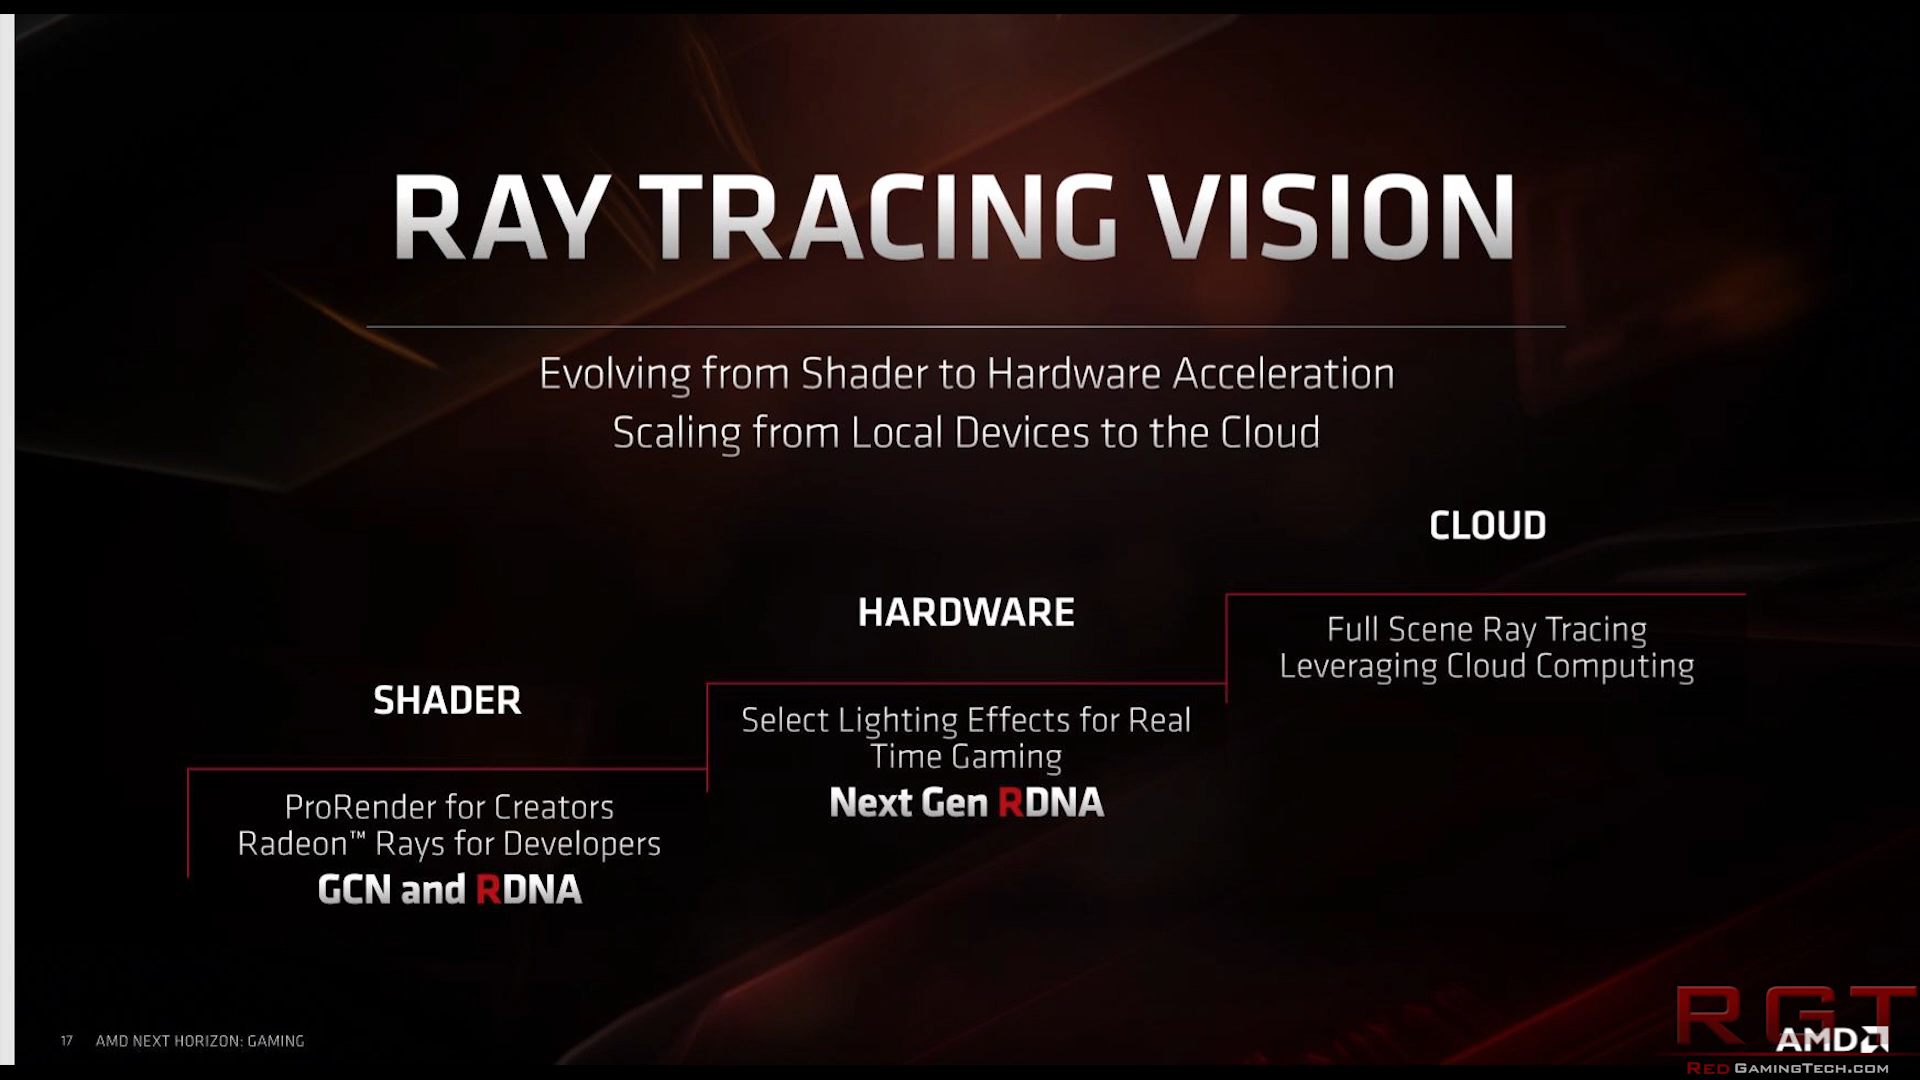 RAY TRACING VISION
Evolving from Shader to Hardware Acceleration
Scaling from Local Devices to the Cloud
SHADER
ProRender for Creators
Radeon™ Rays for Developers
GCN and RDNA
HARDWARE
Select Lighting Effects for Real
Time Gaming
Next Gen RDNA
CLOUD
Full Scene Ray Tracing
Leveraging Cloud Computing
17 AMD NEXT HORIZON: GAMING
RGT
AMD
REDGAMINGTECH.COM